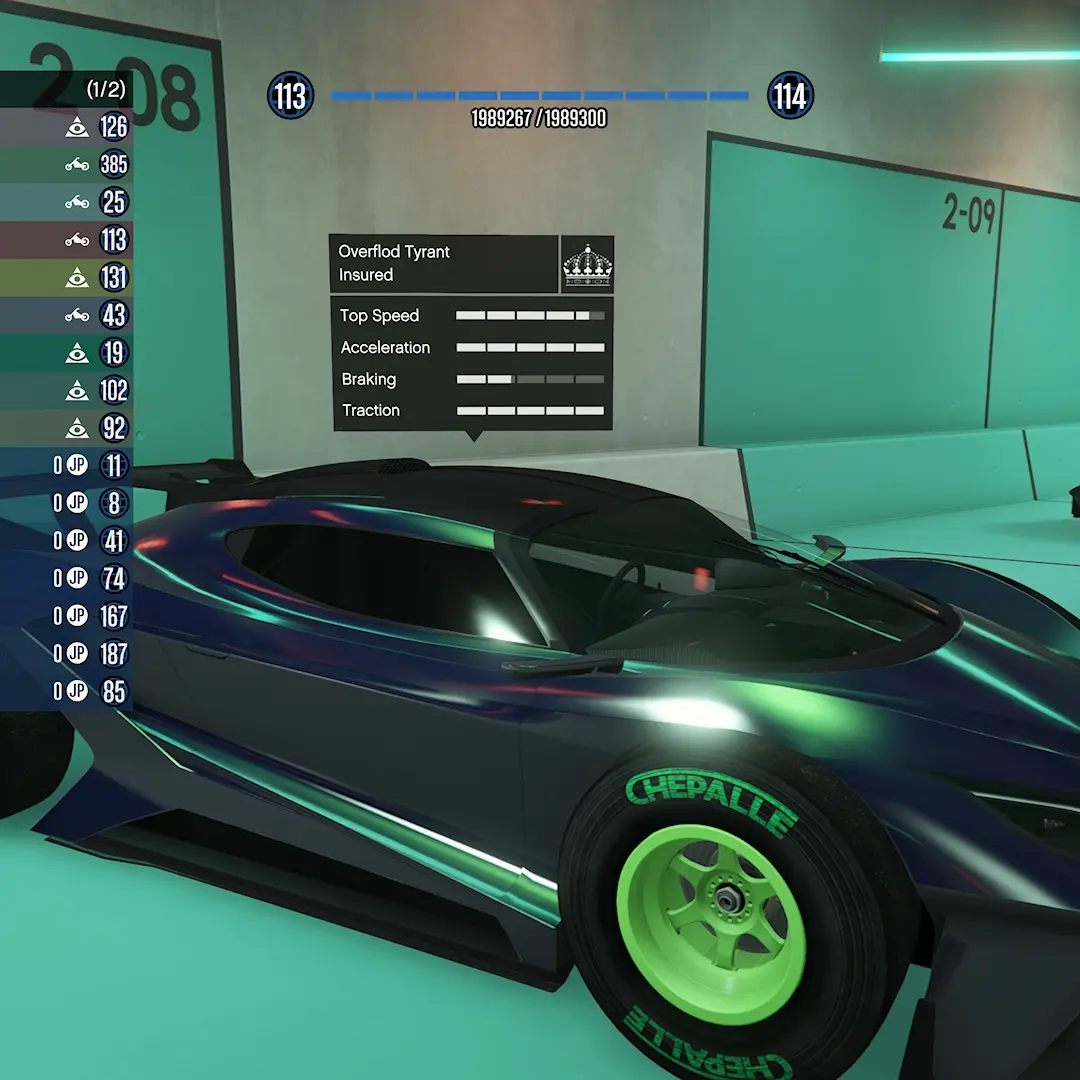 2-08
(1/2)
113
114
1989267/1989300
126
385
25
113
131
43
19
102
92
0 JP 11
0 JP 8
0 JP 41
0 JP 74
0 JP 167
0 JP 187
0 JP 85
2-09
Overflod Tyrant
Insured
Top Speed
Acceleration
Braking
Traction
CHEPALLE
CHEPALLE